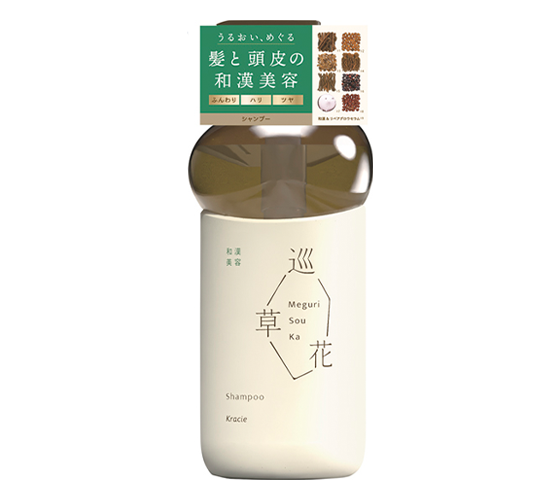 うるおい、めぐる
髪と頭皮の
和漢美容
ふんわり ハリ ツヤ
シャンプー
和漢
美容
巡
草
花
Meguri
Sou
Ka
Shampoo
Kracie